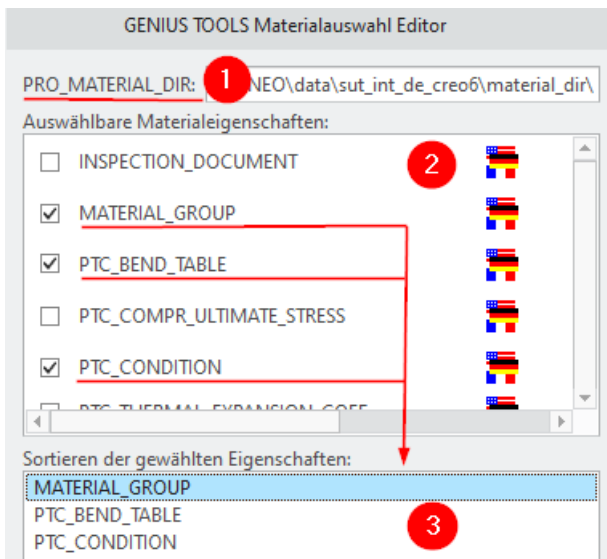 GENIUS TOOLS Materialauswahl Editor
PRO_MATERIAL_DIR: 1 NEO\data\sut_int_de_creo6\material_dir\
Auswählbare Materialeigenschaften:
INSPECTION_DOCUMENT 2
MATERIAL_GROUP
PTC_BEND_TABLE
PTC_COMPR_ULTIMATE_STRESS
PTC_CONDITION
PTC_THERMAL_EXPANSION_COEF
Sortieren der gewählten Eigenschaften:
MATERIAL_GROUP
PTC_BEND_TABLE 3
PTC_CONDITION